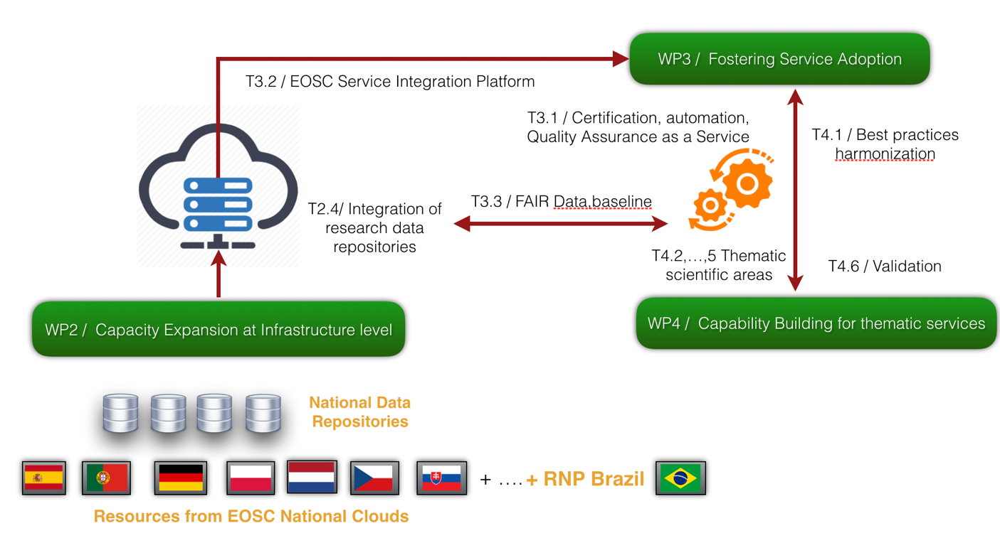 WP3 /  Fostering Service Adoption
T3.2 / EOSC Service Integration Platform
T3.1 / Certification, automation,
Quality Assurance as a Service
T4.1 / Best practices
harmonization
T3.3 / FAIR Data,baseline
T2.4/ Integration of
research data
repositories
T4.2,…,5 Thematic
scientific areas
T4.6 / Validation
WP2 /  Capacity Expansion at Infrastructure level
WP4 /  Capability Building for thematic services
National Data
Repositories
+ …. + RNP Brazil
Resources from EOSC National Clouds